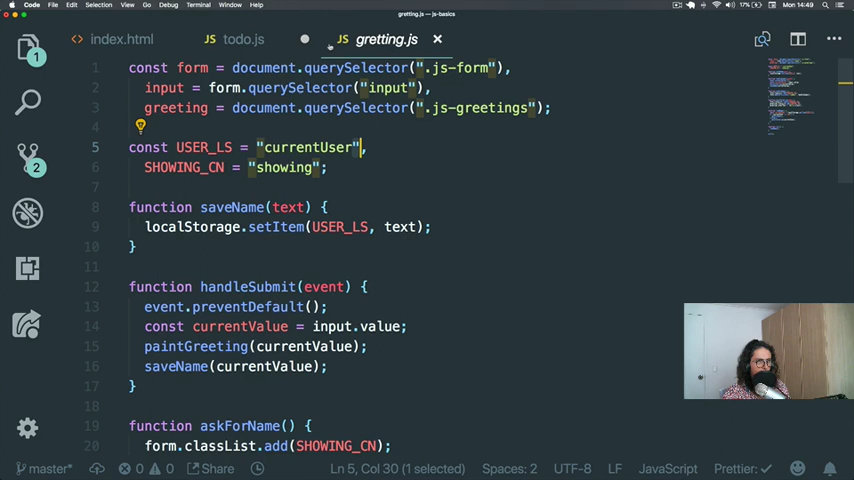 Code File Edit Selection View Go Debug Terminal Window Help 17% Mon 14:49
gretting.js — js-basics
<> index.html JS todo.js JS gretting.js
1 const form = document.querySelector(".js-form"),
2 input = form.querySelector("input"),
3 greeting = document.querySelector(".js-greetings");
4
5 const USER_LS = "currentUser",
6 SHOWING_CN = "showing";
7
8 function saveName(text) {
9 localStorage.setItem(USER_LS, text);
10 }
11
12 function handleSubmit(event) {
13 event.preventDefault();
14 const currentValue = input.value;
15 paintGreeting(currentValue);
16 saveName(currentValue);
17 }
18
19 function askForName() {
20 form.classList.add(SHOWING_CN);
1
2
master* 0 0 Share Ln 5, Col 30 (1 selected) Spaces: 2 UTF-8 LF JavaScript Prettier: ✓